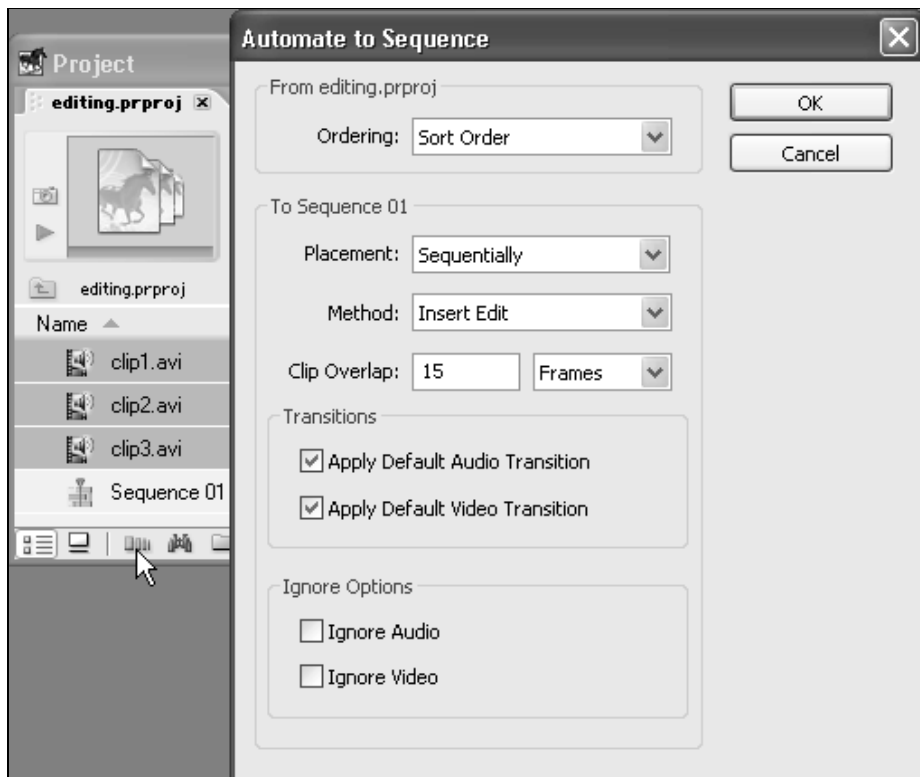 Project
editing.prproj
editing.prproj
Name
clip1.avi
clip2.avi
clip3.avi
Sequence 01
Automate to Sequence
From editing.prproj
Ordering: Sort Order
OK
Cancel
To Sequence 01
Placement: Sequentially
Method: Insert Edit
Clip Overlap: 15 Frames
Transitions
Apply Default Audio Transition
Apply Default Video Transition
Ignore Options
Ignore Audio
Ignore Video